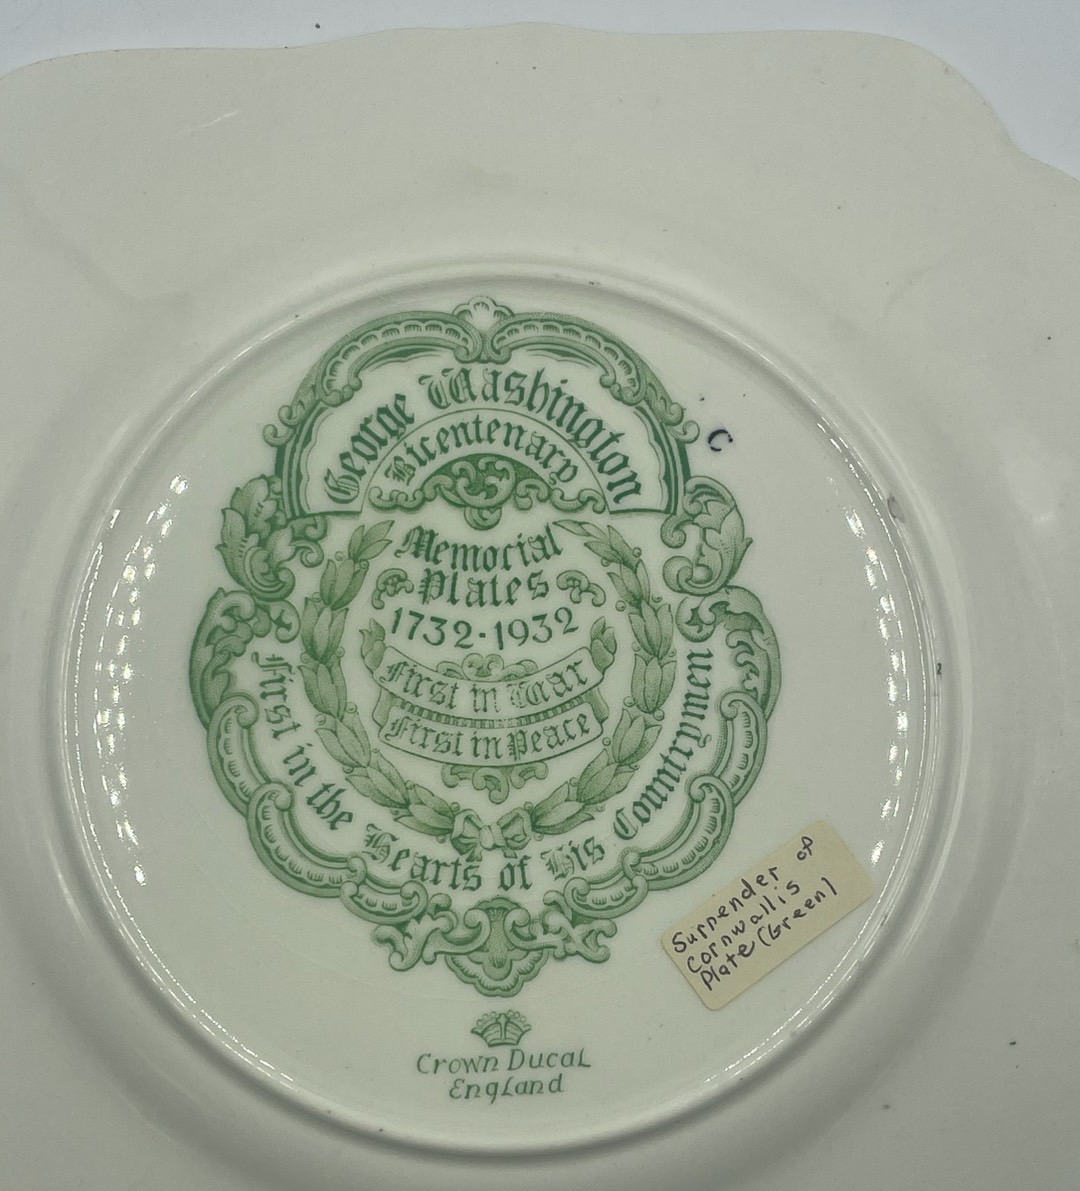 George Washington
Bicentenary
Memorial
Plates
1732·1932
First in War
First in Peace
First in the Hearts of His Countrymen
C
Surrender of
Cornwallis
Plate (Green)
Crown Ducal
England